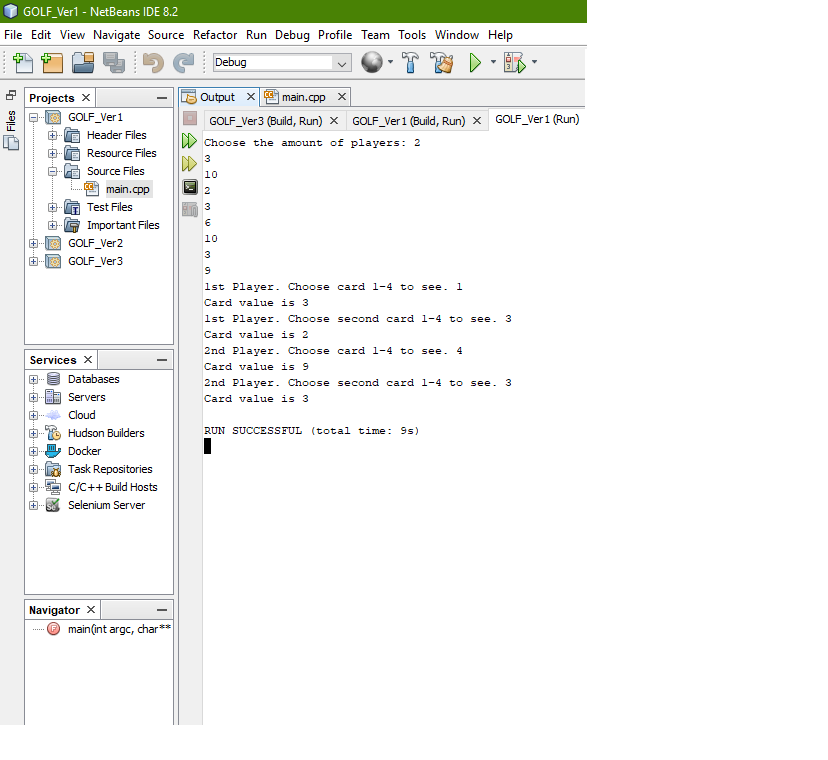 GOLF_Ver1 - NetBeans IDE 8.2
File Edit View Navigate Source Refactor Run Debug Profile Team Tools Window Help
Debug
Files
Projects
GOLF_Ver1
Header Files
Resource Files
Source Files
main.cpp
Test Files
Important Files
GOLF_Ver2
GOLF_Ver3
Services
Databases
Servers
Cloud
Hudson Builders
Docker
Task Repositories
C/C++ Build Hosts
Selenium Server
Navigator
main(int argc, char**
Output main.cpp
GOLF_Ver3 (Build, Run) GOLF_Ver1 (Build, Run) GOLF_Ver1 (Run)
Choose the amount of players: 2
3
10
2
3
6
10
3
9
1st Player. Choose card 1-4 to see. 1
Card value is 3
1st Player. Choose second card 1-4 to see. 3
Card value is 2
2nd Player. Choose card 1-4 to see. 4
Card value is 9
2nd Player. Choose second card 1-4 to see. 3
Card value is 3
RUN SUCCESSFUL (total time: 9s)